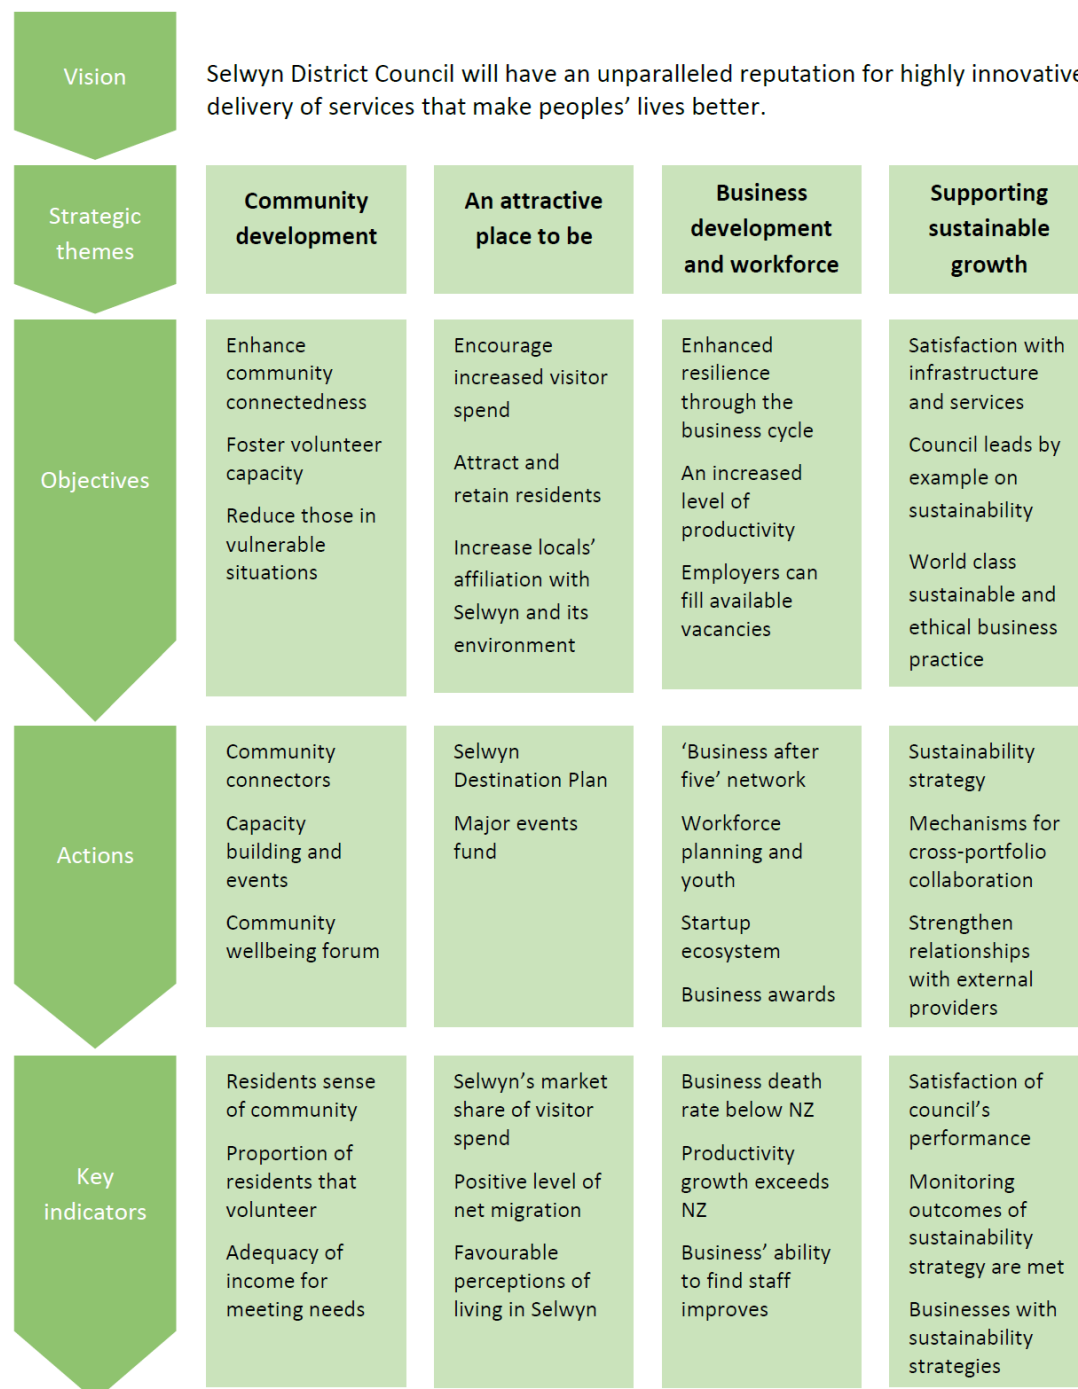 Vision
Selwyn District Council will have an unparalleled reputation for highly innovative
delivery of services that make peoples’ lives better.
Strategic
themes
Community
development
An attractive
place to be
Business
development
and workforce
Supporting
sustainable
growth
Objectives
Enhance
community
connectedness
Foster volunteer
capacity
Reduce those in
vulnerable
situations
Encourage
increased visitor
spend
Attract and
retain residents
Increase locals’
affiliation with
Selwyn and its
environment
Enhanced
resilience
through the
business cycle
An increased
level of
productivity
Employers can
fill available
vacancies
Satisfaction with
infrastructure
and services
Council leads by
example on
sustainability
World class
sustainable and
ethical business
practice
Actions
Community
connectors
Capacity
building and
events
Community
wellbeing forum
Selwyn
Destination Plan
Major events
fund
‘Business after
five’ network
Workforce
planning and
youth
Startup
ecosystem
Business awards
Sustainability
strategy
Mechanisms for
cross-portfolio
collaboration
Strengthen
relationships
with external
providers
Key
indicators
Residents sense
of community
Proportion of
residents that
volunteer
Adequacy of
income for
meeting needs
Selwyn’s market
share of visitor
spend
Positive level of
net migration
Favourable
perceptions of
living in Selwyn
Business death
rate below NZ
Productivity
growth exceeds
NZ
Business’ ability
to find staff
improves
Satisfaction of
council’s
performance
Monitoring
outcomes of
sustainability
strategy are met
Businesses with
sustainability
strategies